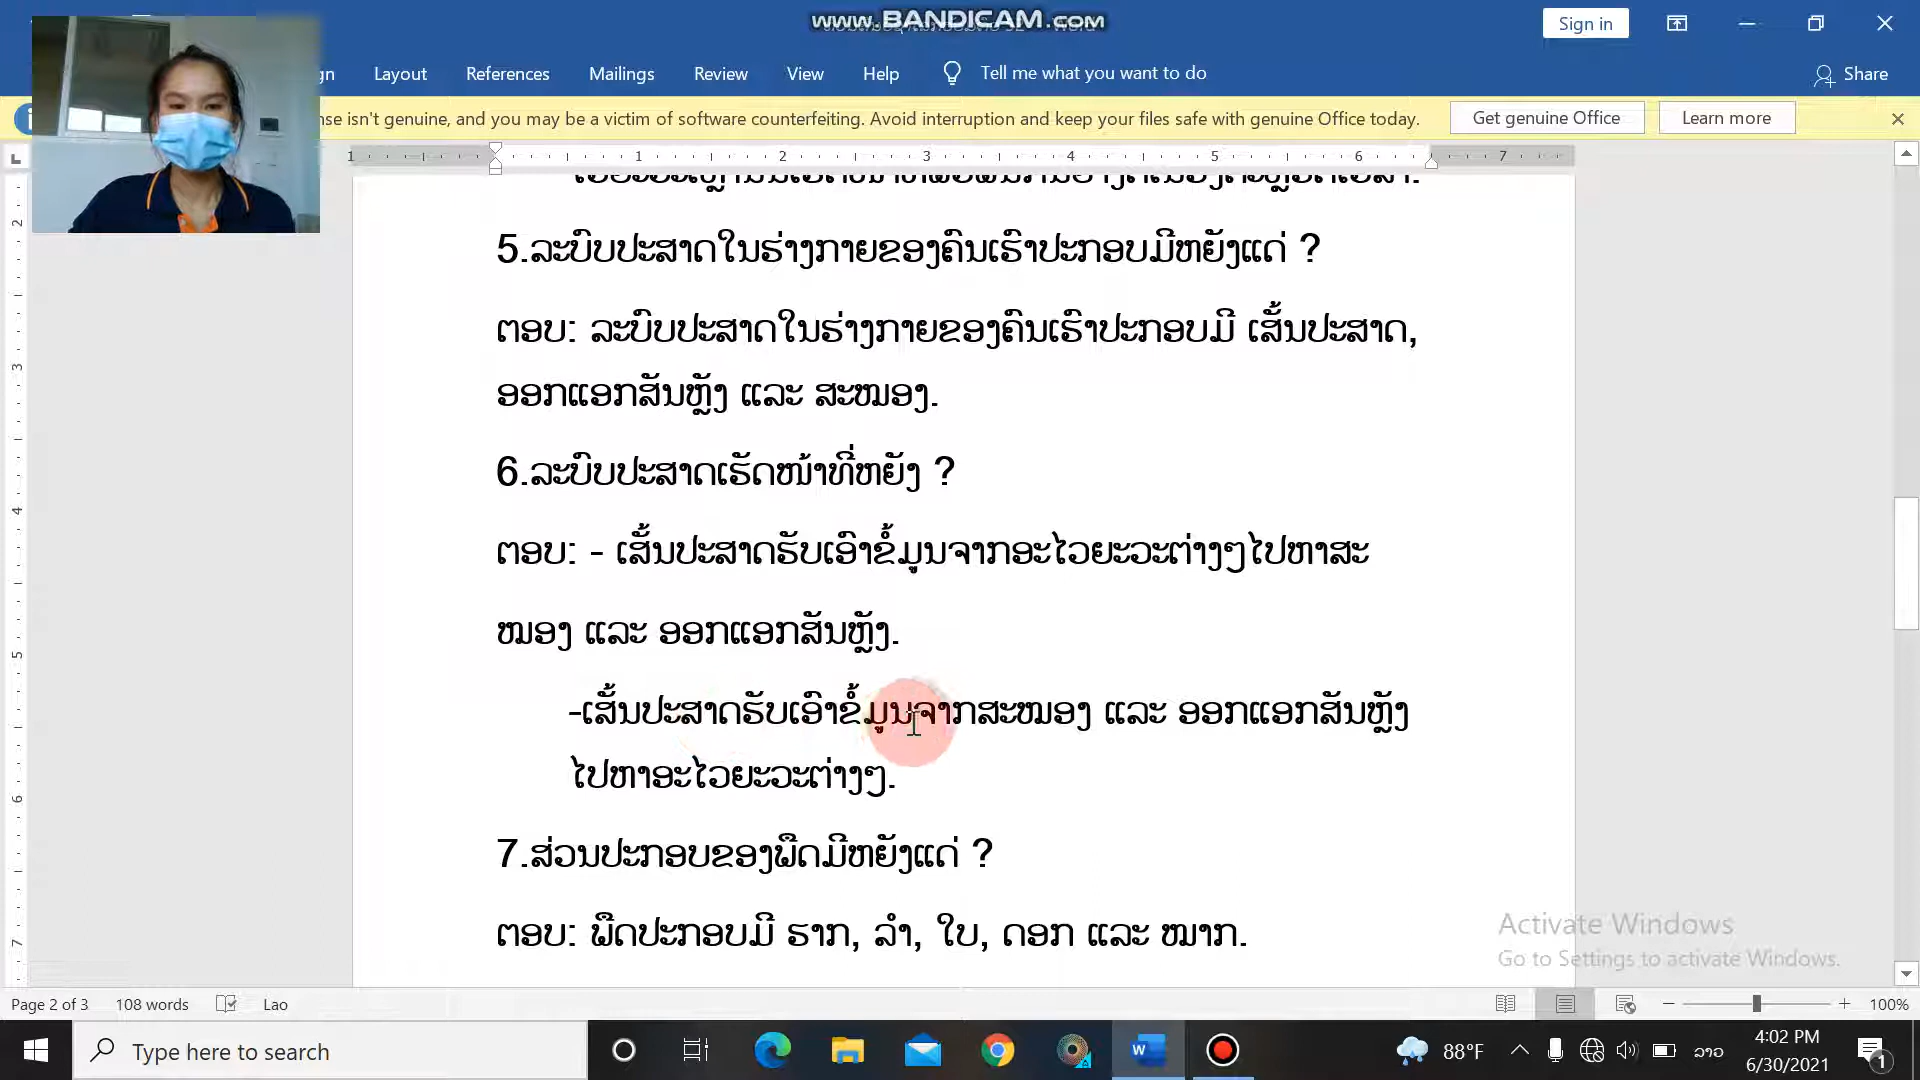 www.BANDICAM.com
Sign in
Layout References Mailings Review View Help Tell me what you want to do Share
nse isn't genuine, and you may be a victim of software counterfeiting. Avoid interruption and keep your files safe with genuine Office today. Get genuine Office Learn more
1 1 2 3 4 5 6 7
5.ລະບົບປະສາດໃນຮ່າງກາຍຂອງຄົນເຮົາປະກອບມີຫຍັງແດ່ ?
ຕອບ: ລະບົບປະສາດໃນຮ່າງກາຍຂອງຄົນເຮົາປະກອບມີ ເສັ້ນປະສາດ,
ອອກແອກສັນຫຼັງ ແລະ ສະໝອງ.
6.ລະບົບປະສາດເຮັດໜ້າທີ່ຫຍັງ ?
ຕອບ: - ເສັ້ນປະສາດຮັບເອົາຂໍ້ມູນຈາກອະໄວຍະວະຕ່າງໆໄປຫາສະ
ໝອງ ແລະ ອອກແອກສັນຫຼັງ.
-ເສັ້ນປະສາດຮັບເອົາຂໍ້ມູນຈາກສະໝອງ ແລະ ອອກແອກສັນຫຼັງ
ໄປຫາອະໄວຍະວະຕ່າງໆ.
7.ສ່ວນປະກອບຂອງພືດມີຫຍັງແດ່ ?
ຕອບ: ພືດປະກອບມີ ຮາກ, ລຳ, ໃບ, ດອກ ແລະ ໝາກ.
Activate Windows
Go to Settings to activate Windows.
Page 2 of 3 108 words Lao 100%
Type here to search 88°F ລາວ 4:02 PM
6/30/2021 1